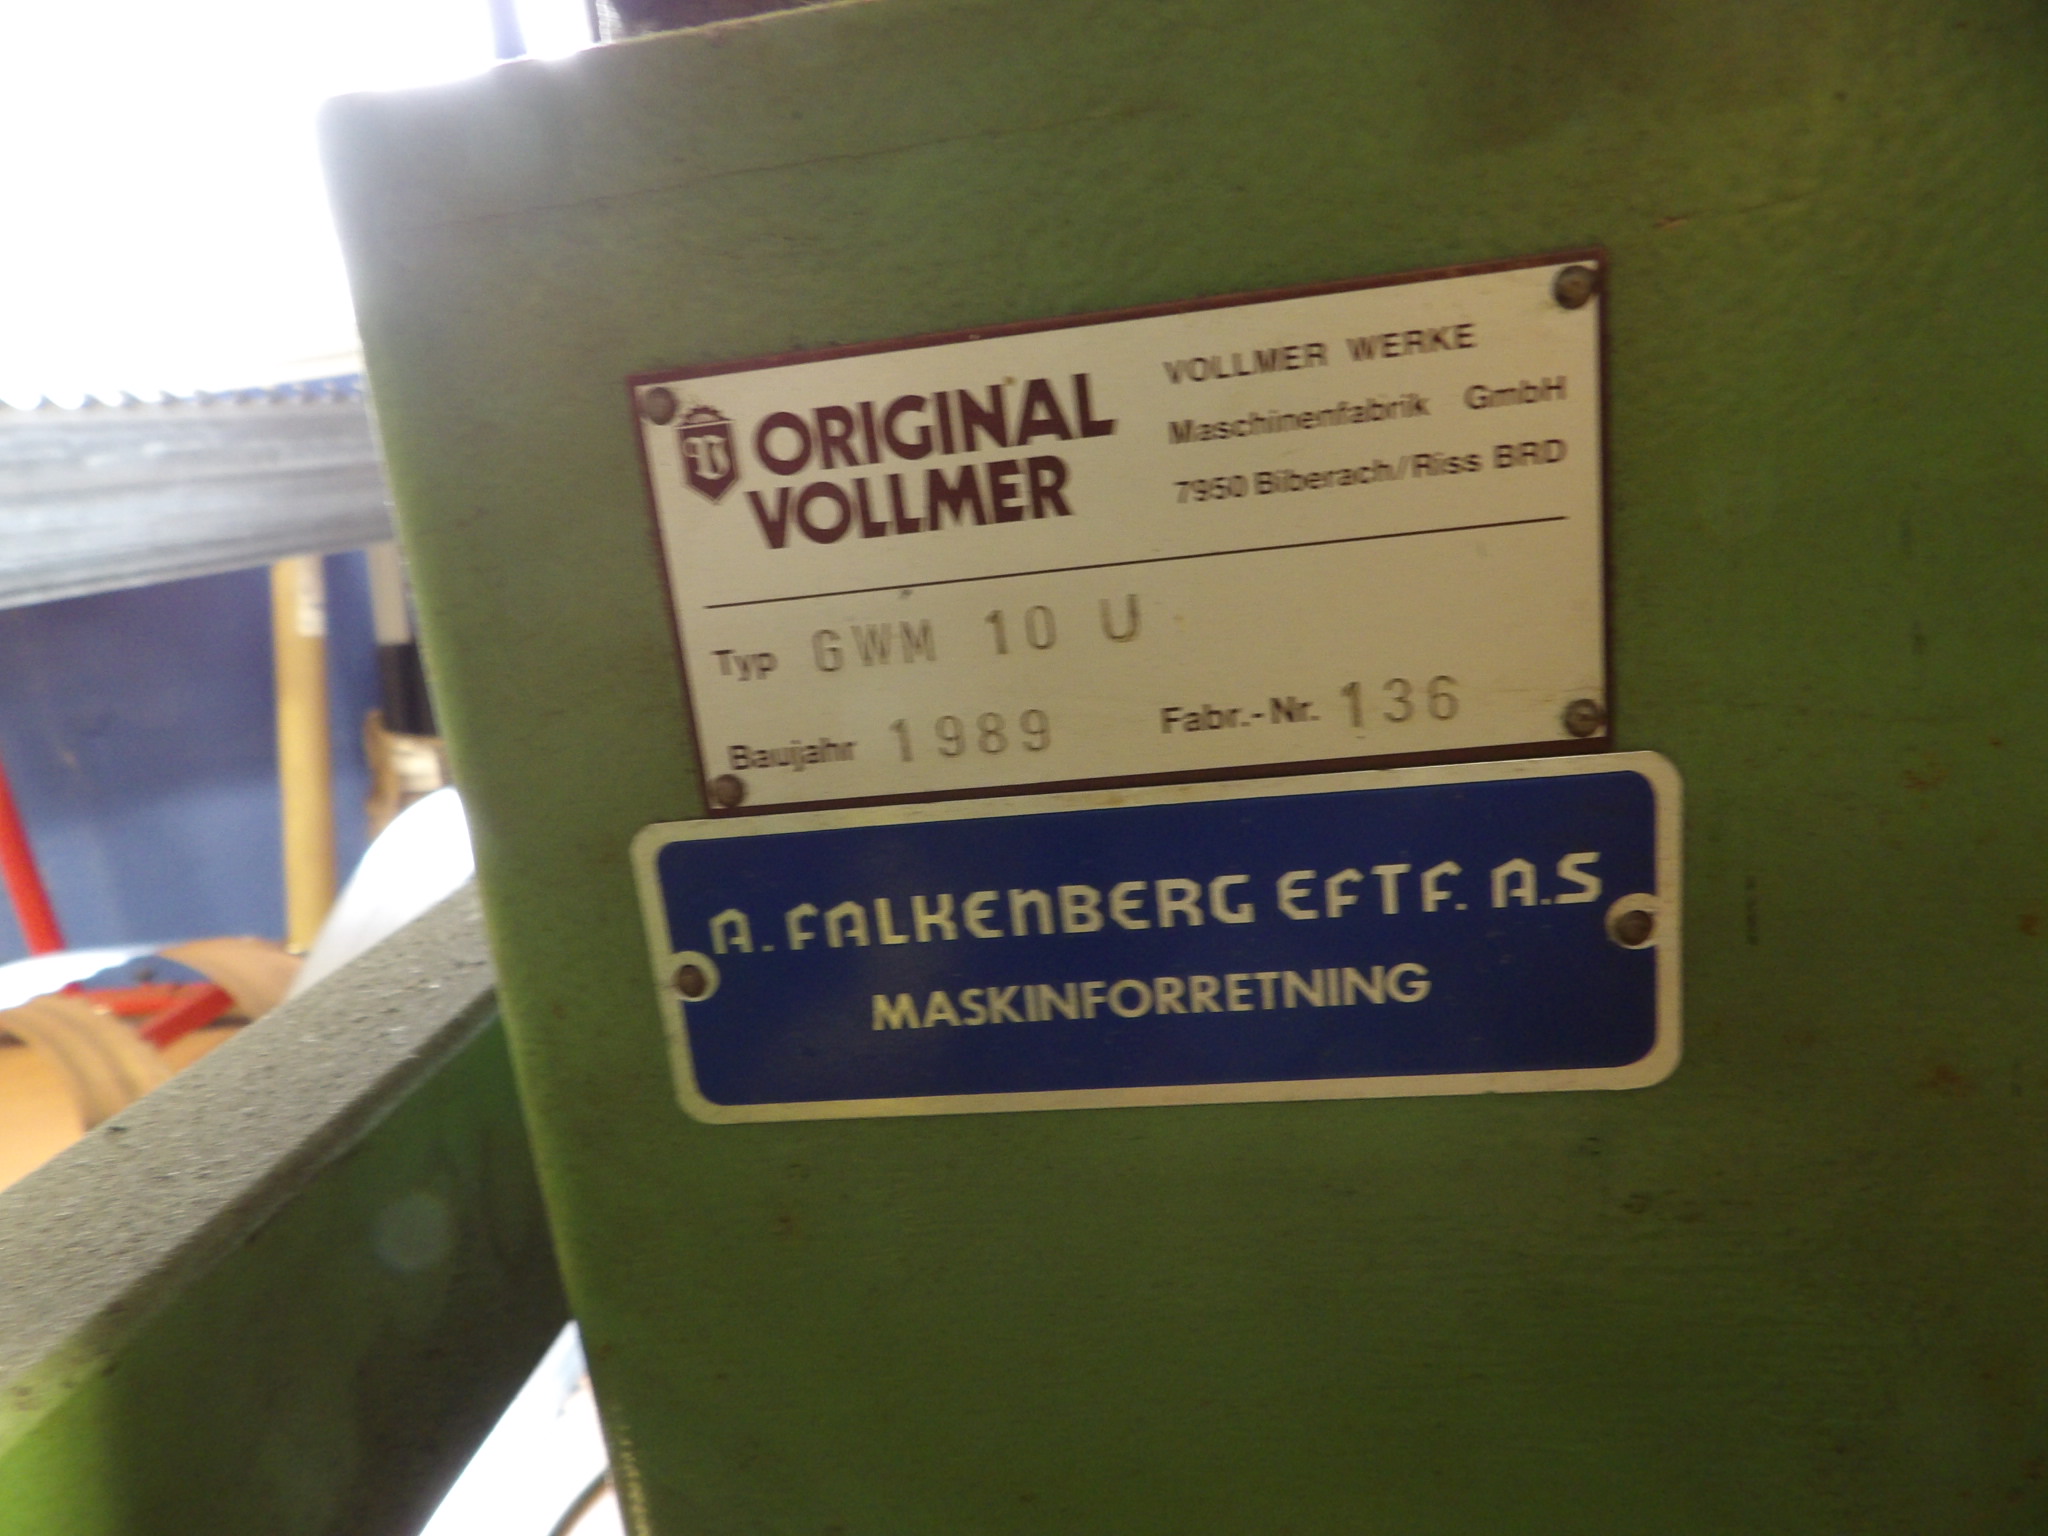 ORIGINAL
VOLLMER
VOLLMER WERKE
Maschinenfabrik GmbH
7950 Biberach/Riss BRD
Typ GWM 10 U
Baujahr 1989 Fabr.-Nr. 136
A. FALKENBERG EFTF. A.S
MASKINFORRETNING